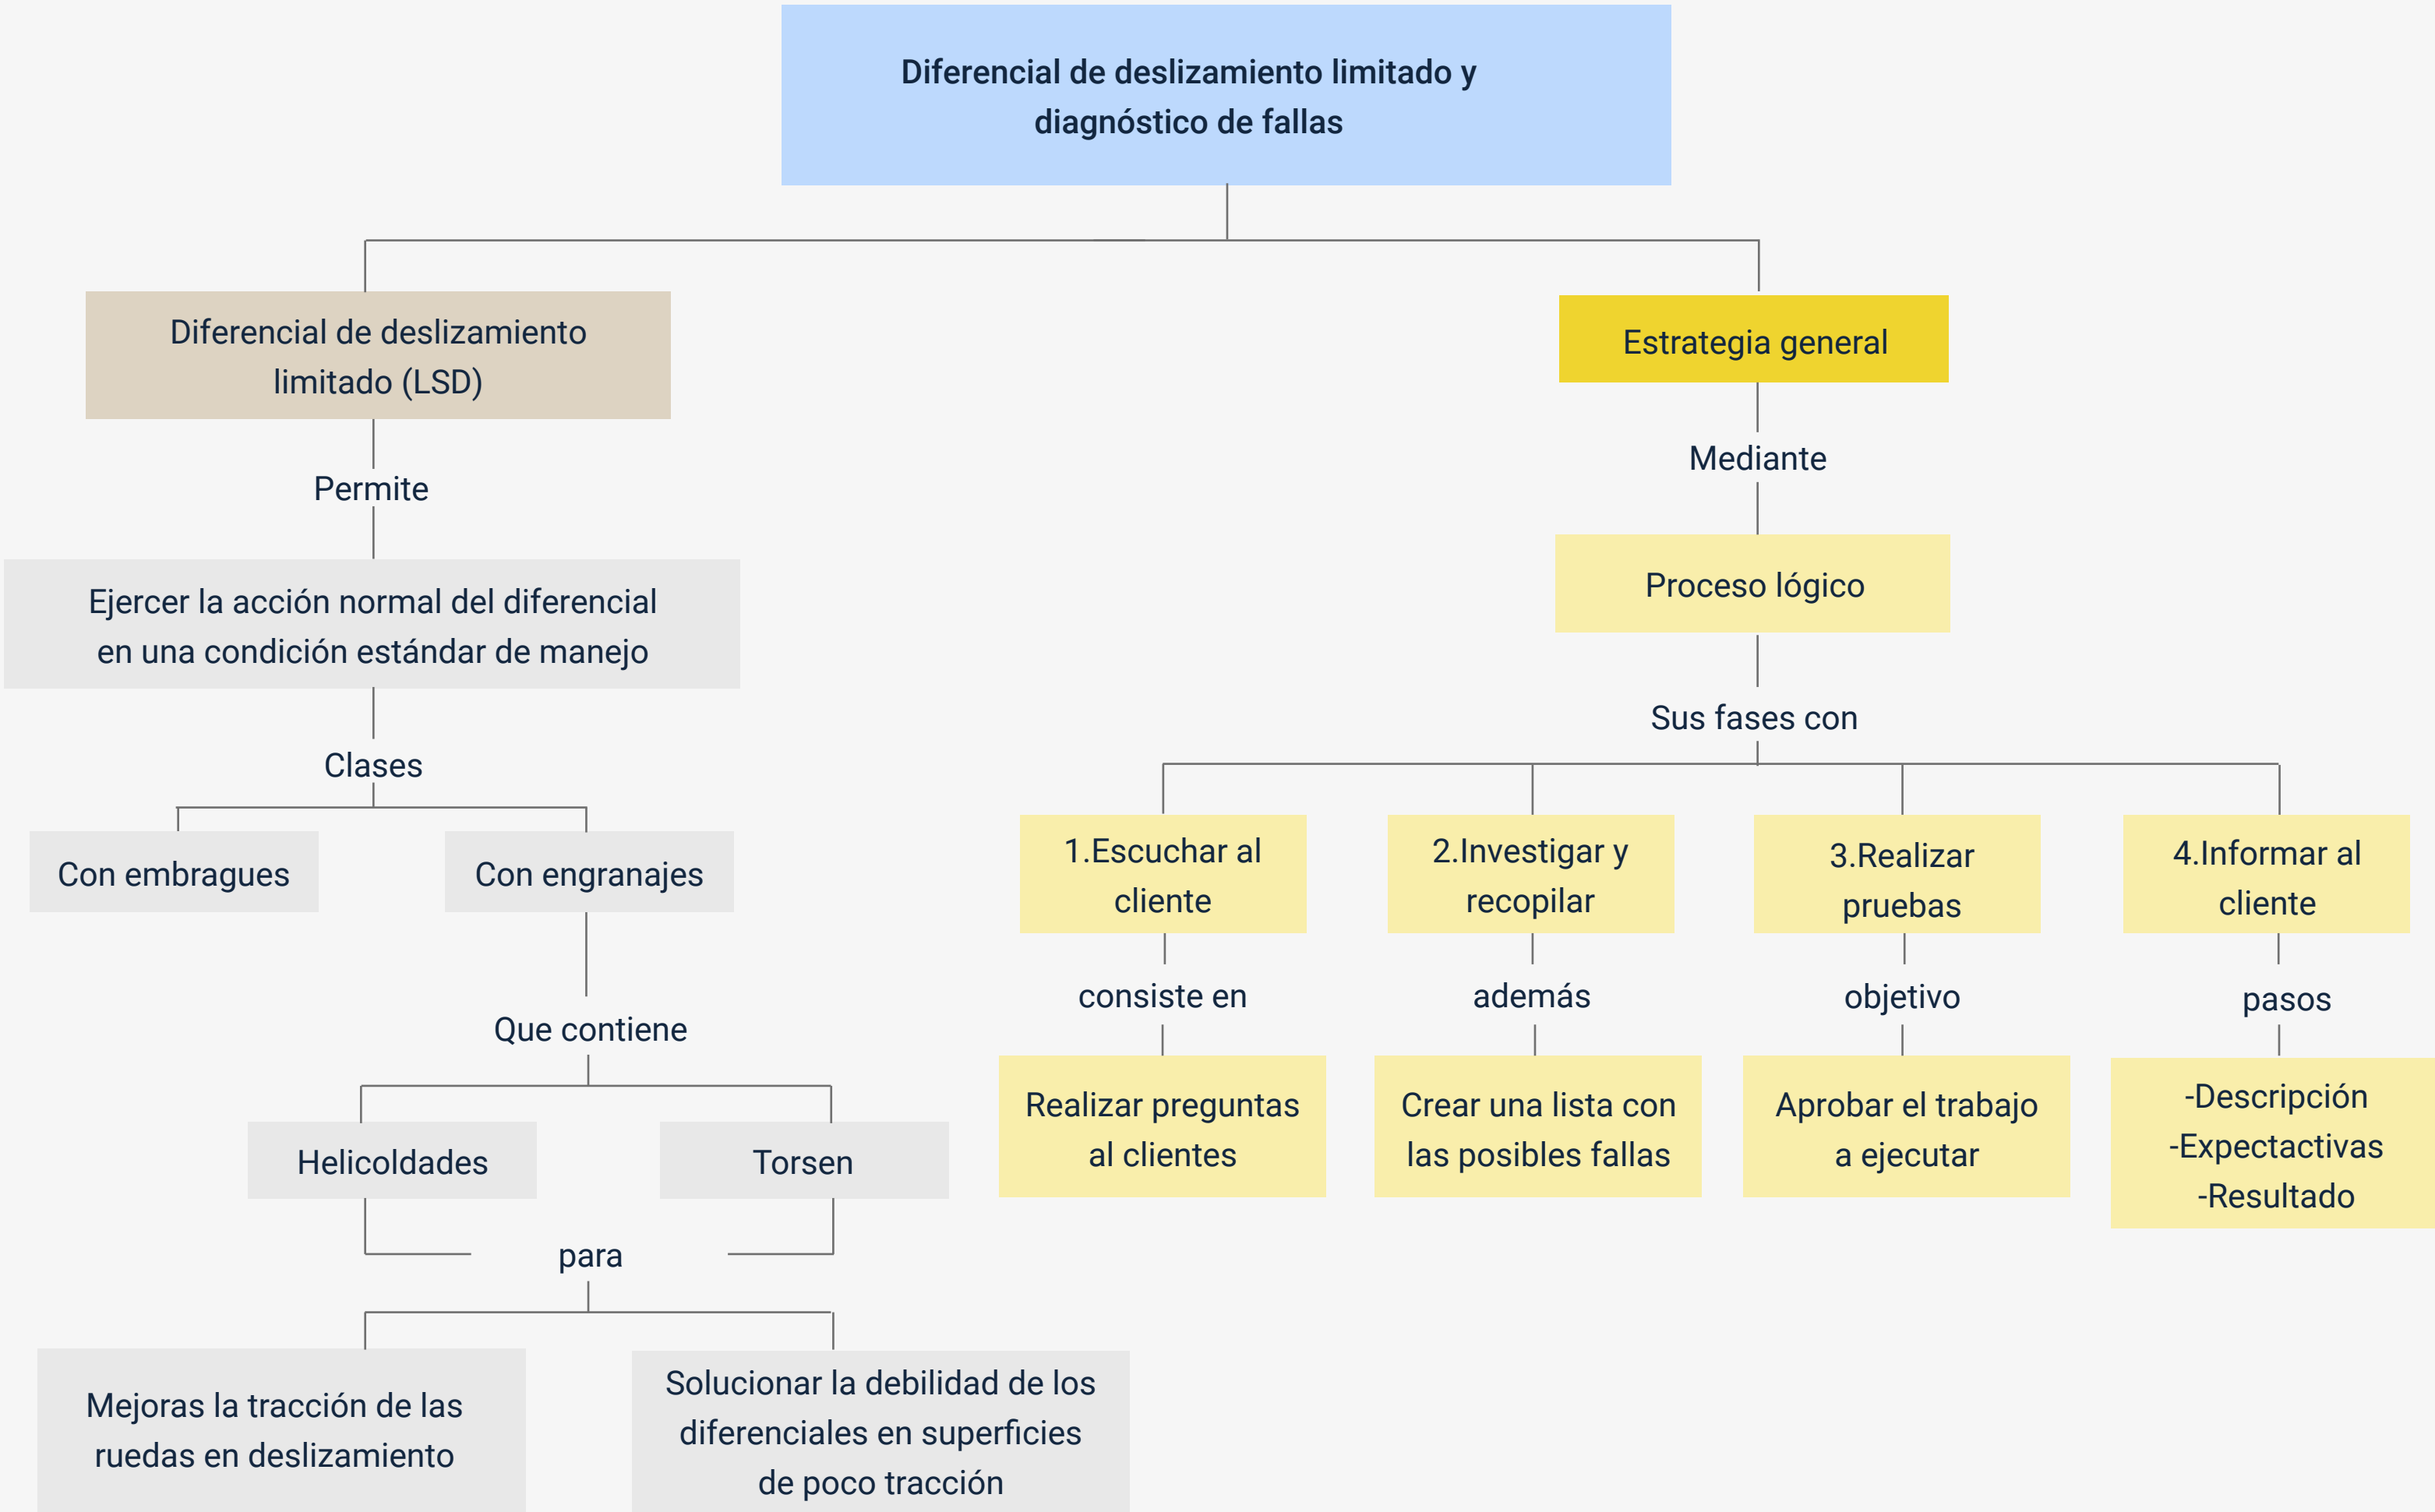 Diferencial de deslizamiento limitado y
diagnóstico de fallas
Diferencial de deslizamiento
limitado (LSD)
Permite
Ejercer la acción normal del diferencial
en una condición estándar de manejo
Clases
Con embragues
Con engranajes
Que contiene
Helicoldades
Torsen
para
Mejoras la tracción de las
ruedas en deslizamiento
Solucionar la debilidad de los
diferenciales en superficies
de poco tracción
Estrategia general
Mediante
Proceso lógico
Sus fases con
1.Escuchar al
cliente
consiste en
Realizar preguntas
al clientes
2.Investigar y
recopilar
además
Crear una lista con
las posibles fallas
3.Realizar
pruebas
objetivo
Aprobar el trabajo
a ejecutar
4.Informar al
cliente
pasos
-Descripción
-Expectactivas
-Resultado